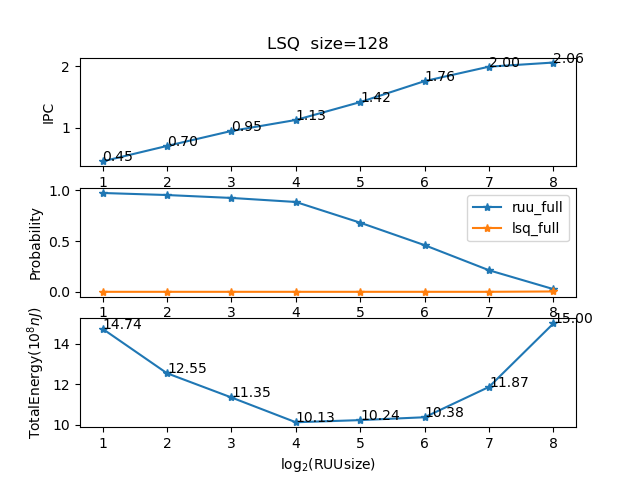 LSQ size=128
IPC
2
1
0.45
0.70
0.95
1.13
1.42
1.76
2.00
2.06
1 2 3 4 5 6 7 8
Probability
1.0
0.5
0.0
ruu_full
lsq_full
1 2 3 4 5 6 7 8
TotalEnergy(10⁸nJ)
14
12
10
14.74
12.55
11.35
10.13
10.24
10.38
11.87
15.00
1 2 3 4 5 6 7 8
log₂(RUUsize)